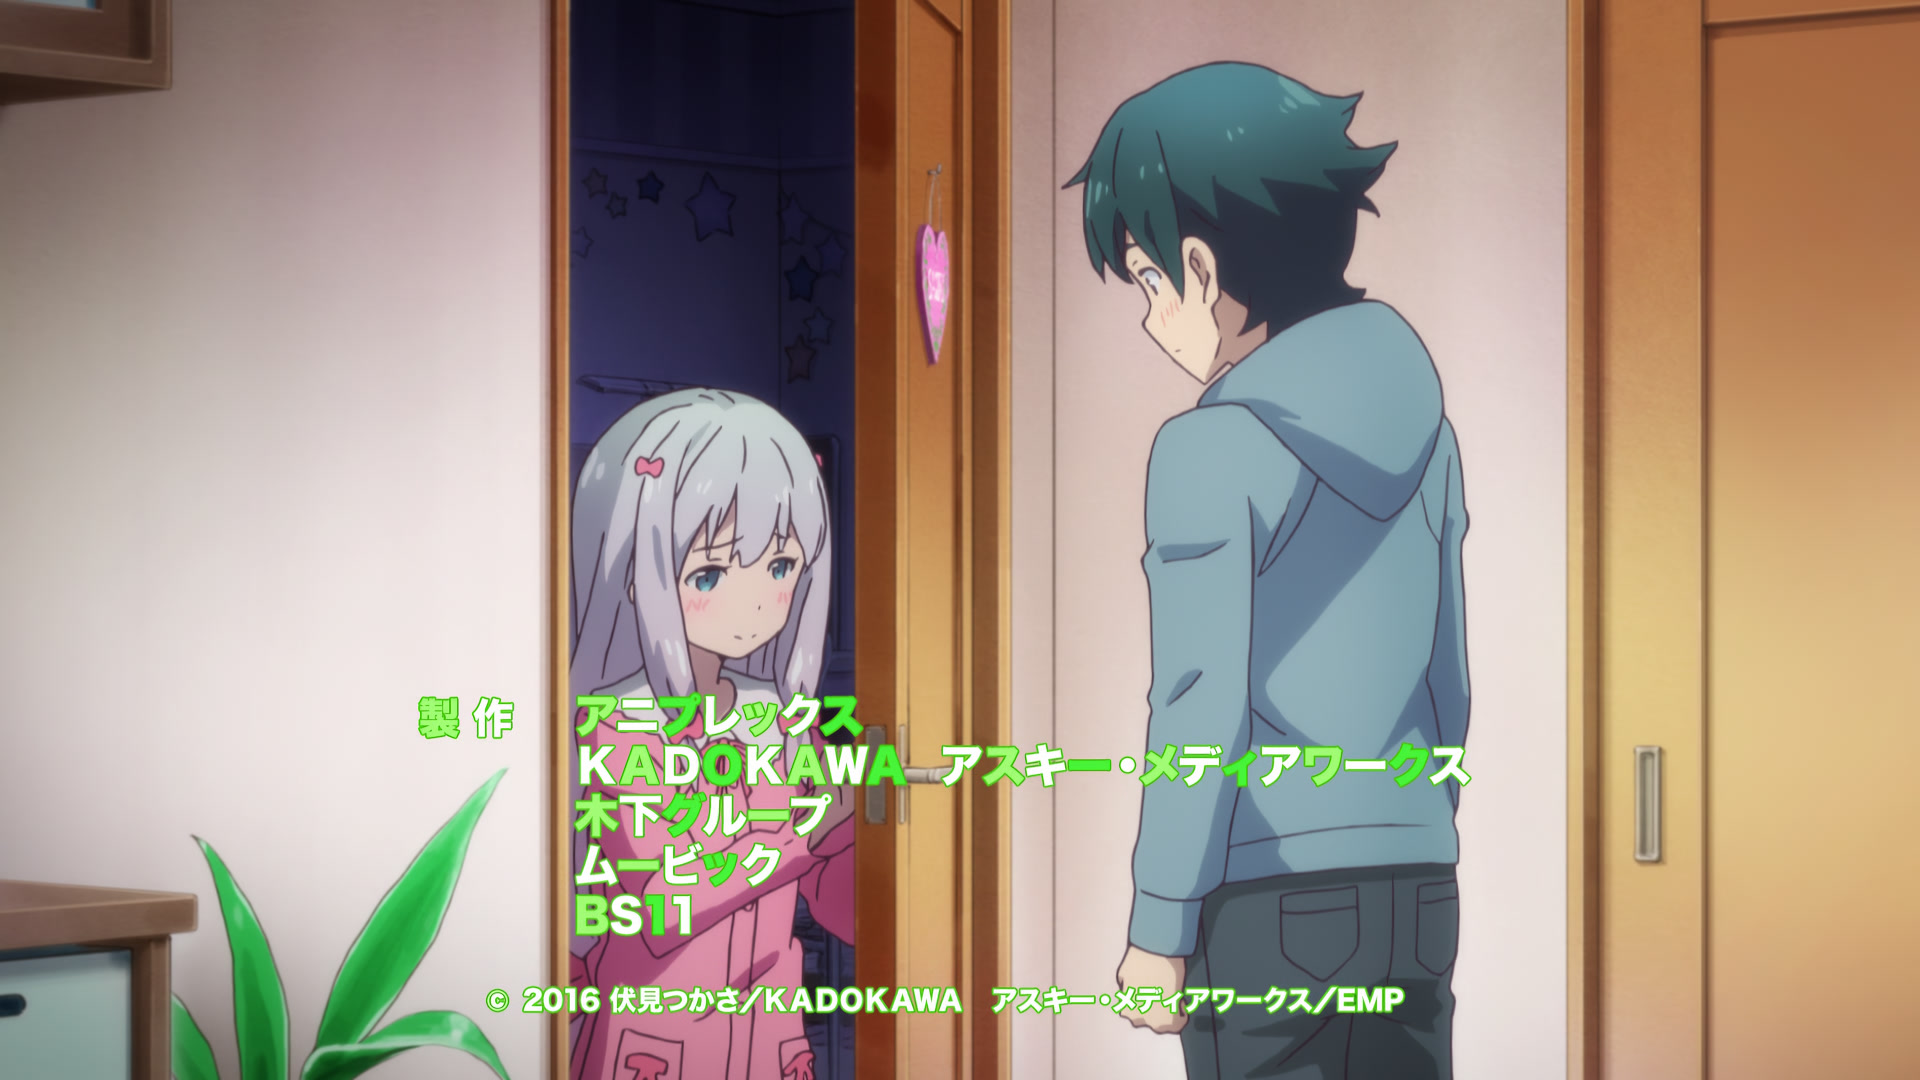 製作 アニプレックス
KADOKAWA アスキー・メディアワークス
木下グループ
ムービック
BS11
© 2016 伏見つかさ／KADOKAWA アスキー・メディアワークス／EMP